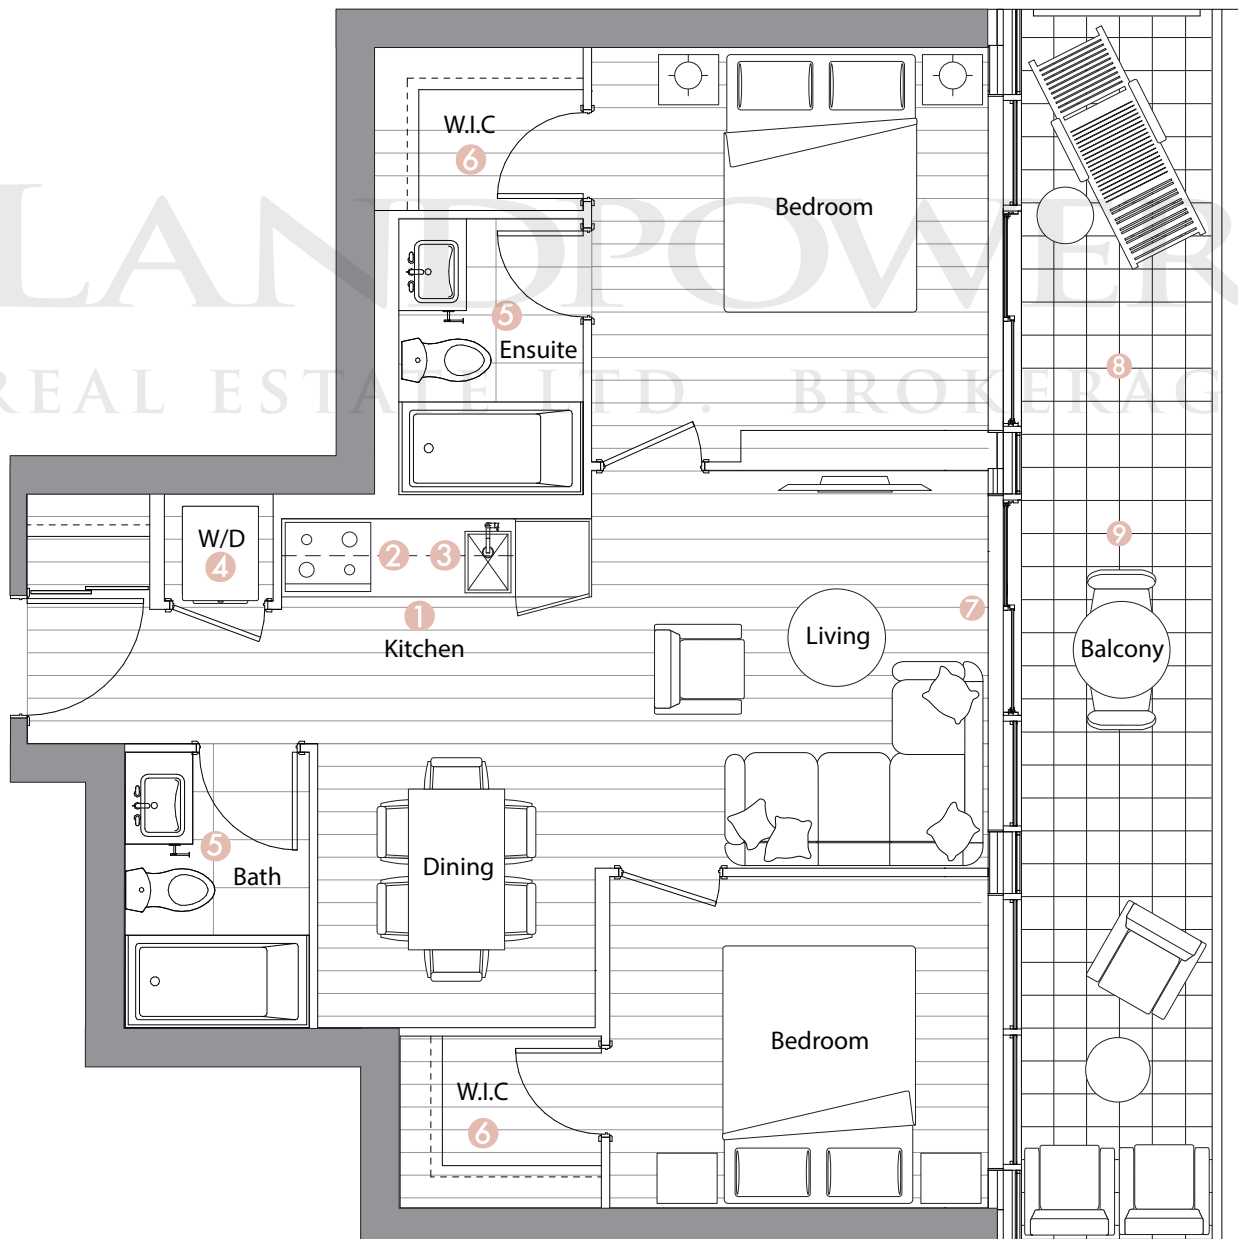 W.I.C
6
Bedroom
LANDPOWER
5
Ensuite
8
REAL ESTATE LTD. BROKERAG
W/D
4
2 3
9
1
Kitchen
7
Living
Balcony
5
Bath
Dining
Bedroom
W.I.C
6